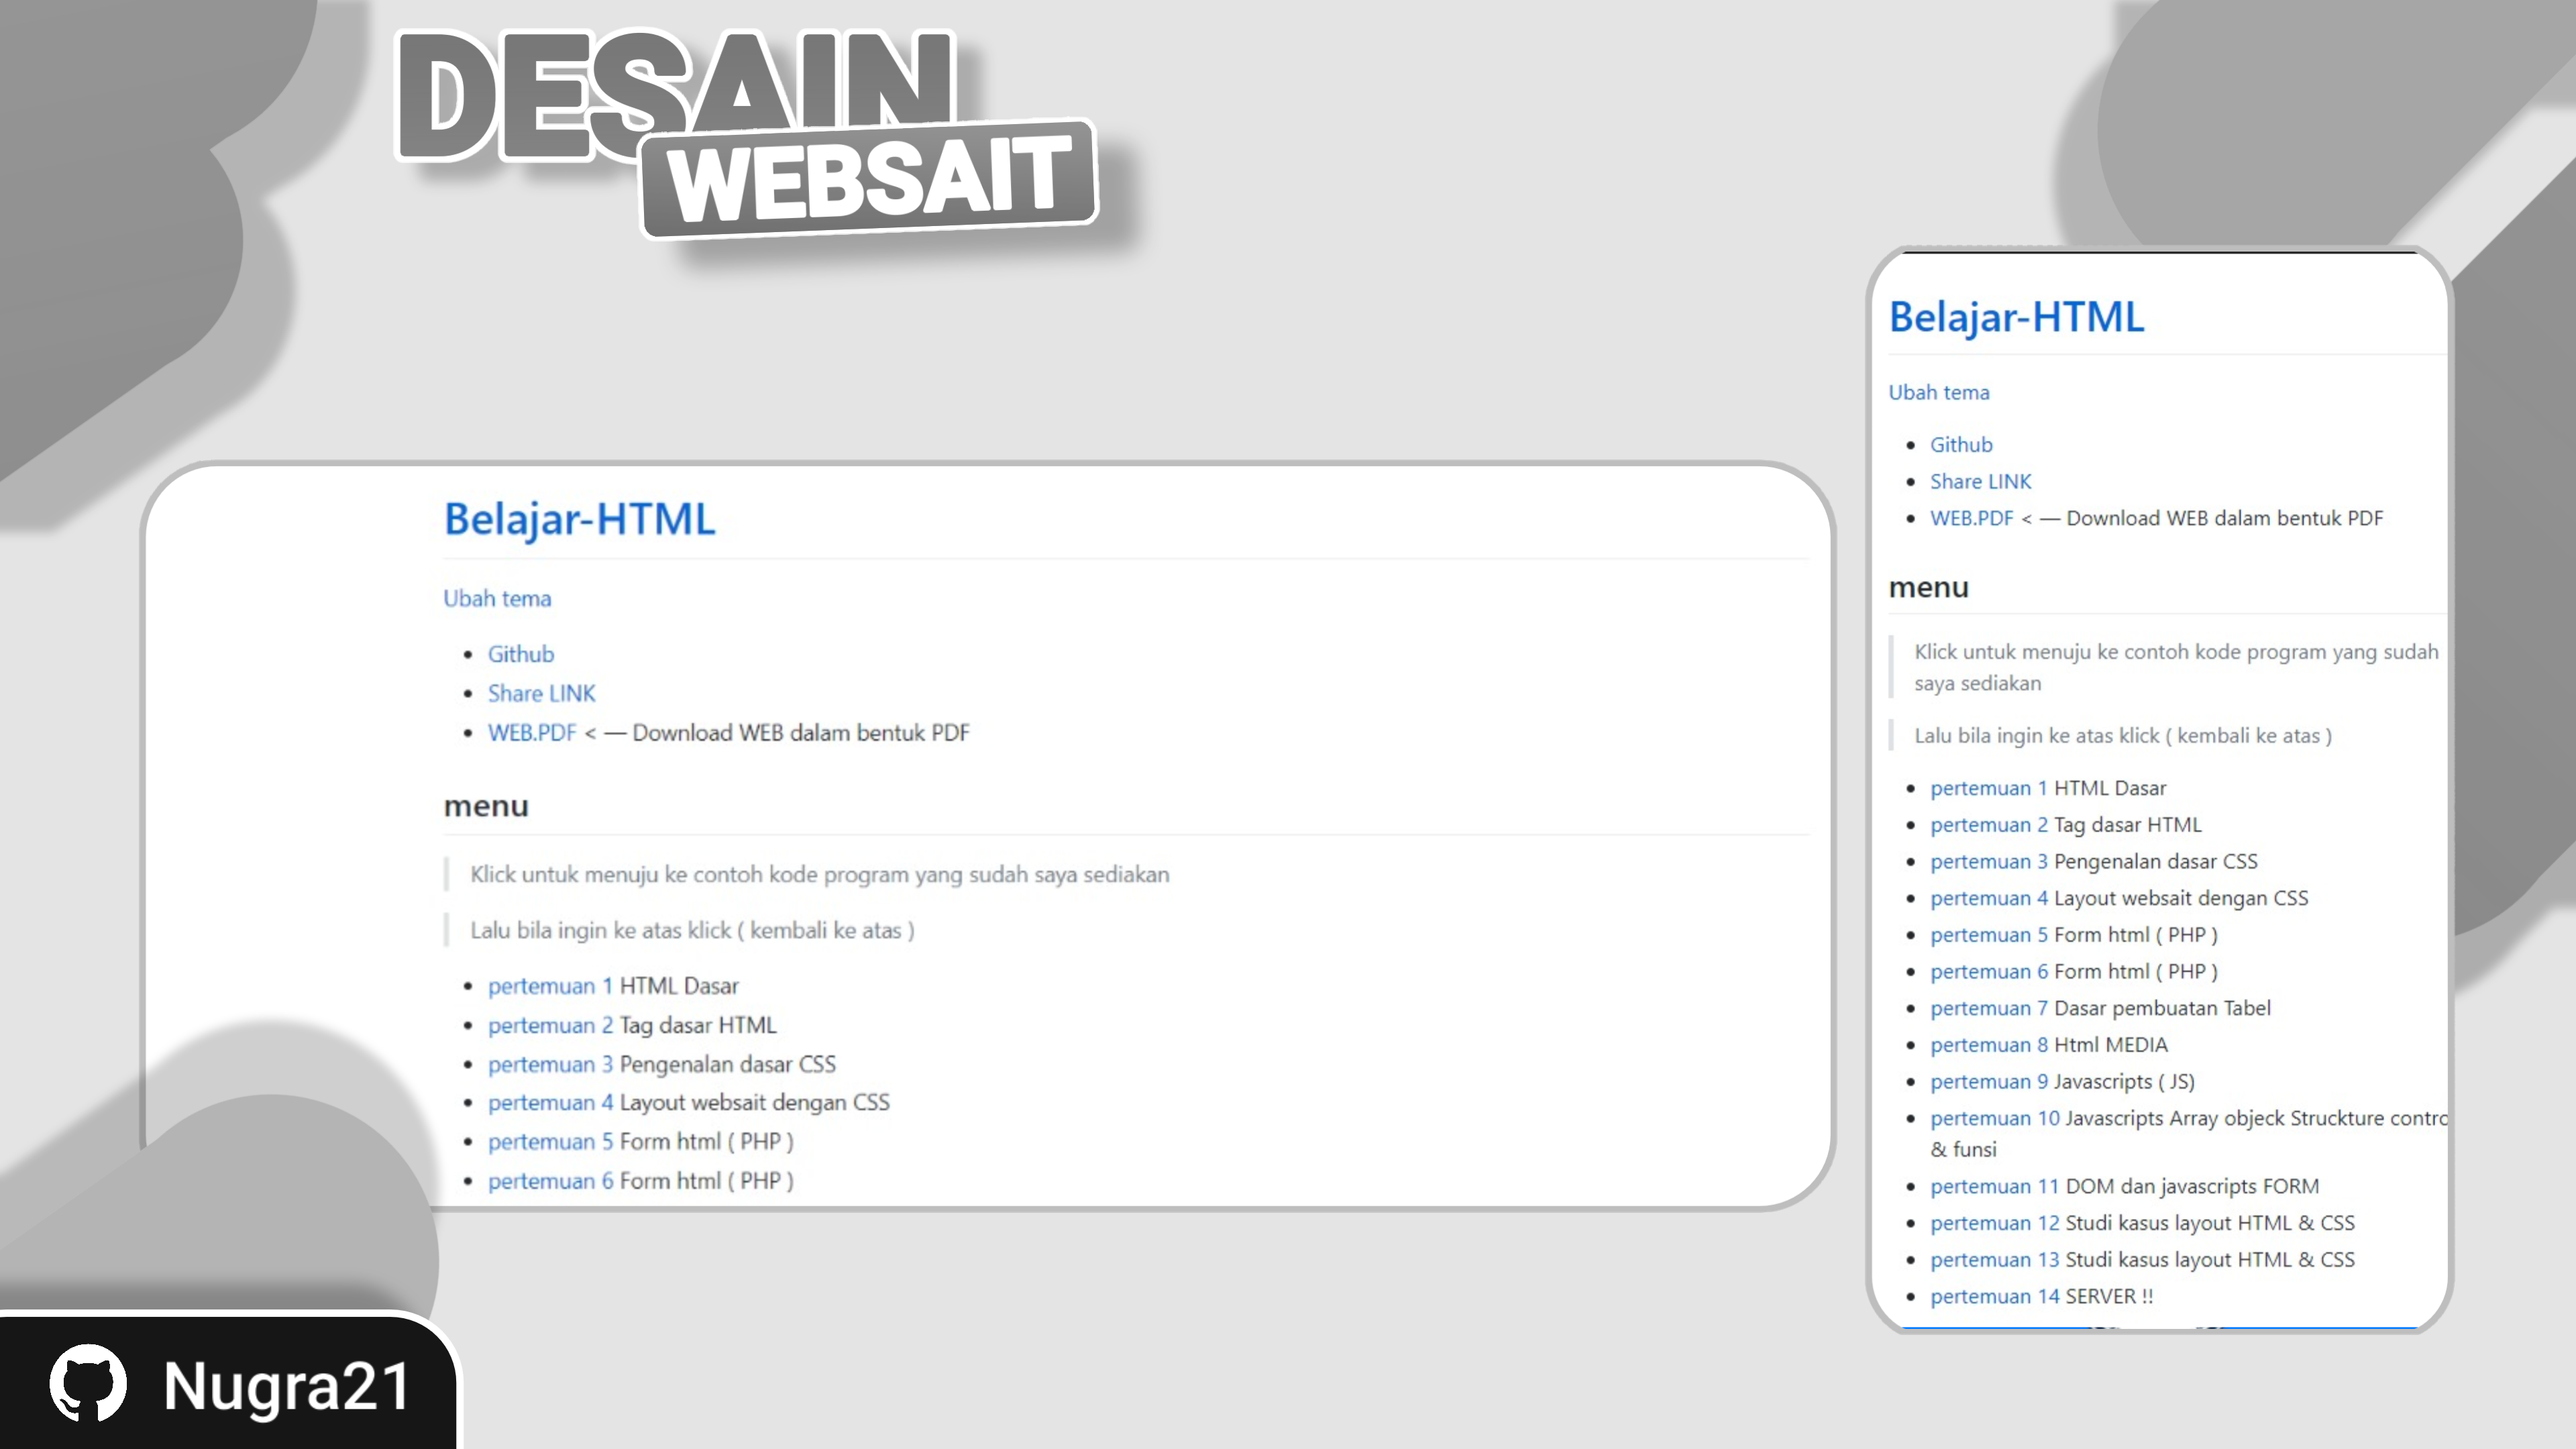 DESAIN
WEBSAIT
Belajar-HTML
Ubah tema
Github
Share LINK
WEB.PDF < — Download WEB dalam bentuk PDF
menu
Klick untuk menuju ke contoh kode program yang sudah saya sediakan
Lalu bila ingin ke atas klick ( kembali ke atas )
pertemuan 1 HTML Dasar
pertemuan 2 Tag dasar HTML
pertemuan 3 Pengenalan dasar CSS
pertemuan 4 Layout websait dengan CSS
pertemuan 5 Form html ( PHP )
pertemuan 6 Form html ( PHP )
Belajar-HTML
Ubah tema
Github
Share LINK
WEB.PDF < — Download WEB dalam bentuk PDF
menu
Klick untuk menuju ke contoh kode program yang sudah
saya sediakan
Lalu bila ingin ke atas klick ( kembali ke atas )
pertemuan 1 HTML Dasar
pertemuan 2 Tag dasar HTML
pertemuan 3 Pengenalan dasar CSS
pertemuan 4 Layout websait dengan CSS
pertemuan 5 Form html ( PHP )
pertemuan 6 Form html ( PHP )
pertemuan 7 Dasar pembuatan Tabel
pertemuan 8 Html MEDIA
pertemuan 9 Javascripts ( JS)
pertemuan 10 Javascripts Array objeck Struckture contro
& funsi
pertemuan 11 DOM dan javascripts FORM
pertemuan 12 Studi kasus layout HTML & CSS
pertemuan 13 Studi kasus layout HTML & CSS
pertemuan 14 SERVER !!
Nugra21